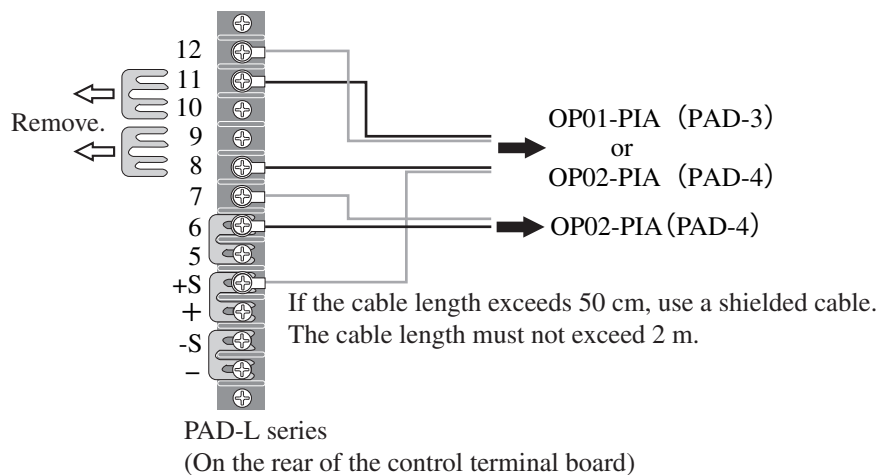 12
11
10
Remove.
9
8
7
6
5
+S
+
-S
−
OP01-PIA (PAD-3)
or
OP02-PIA (PAD-4)
OP02-PIA(PAD-4)
If the cable length exceeds 50 cm, use a shielded cable.
The cable length must not exceed 2 m.
PAD-L series
(On the rear of the control terminal board)